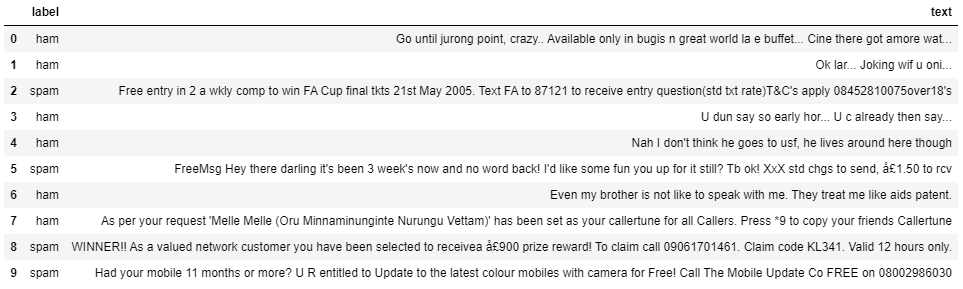 label text
0 ham Go until jurong point, crazy.. Available only in bugis n great world la e buffet... Cine there got amore wat...
1 ham Ok lar... Joking wif u oni...
2 spam Free entry in 2 a wkly comp to win FA Cup final tkts 21st May 2005. Text FA to 87121 to receive entry question(std txt rate)T&C's apply 08452810075over18's
3 ham U dun say so early hor... U c already then say...
4 ham Nah I don't think he goes to usf, he lives around here though
5 spam FreeMsg Hey there darling it's been 3 week's now and no word back! I'd like some fun you up for it still? Tb ok! XxX std chgs to send, å£1.50 to rcv
6 ham Even my brother is not like to speak with me. They treat me like aids patent.
7 ham As per your request 'Melle Melle (Oru Minnaminunginte Nurungu Vettam)' has been set as your callertune for all Callers. Press *9 to copy your friends Callertune
8 spam WINNER!! As a valued network customer you have been selected to receivea å£900 prize reward! To claim call 09061701461. Claim code KL341. Valid 12 hours only.
9 spam Had your mobile 11 months or more? U R entitled to Update to the latest colour mobiles with camera for Free! Call The Mobile Update Co FREE on 08002986030